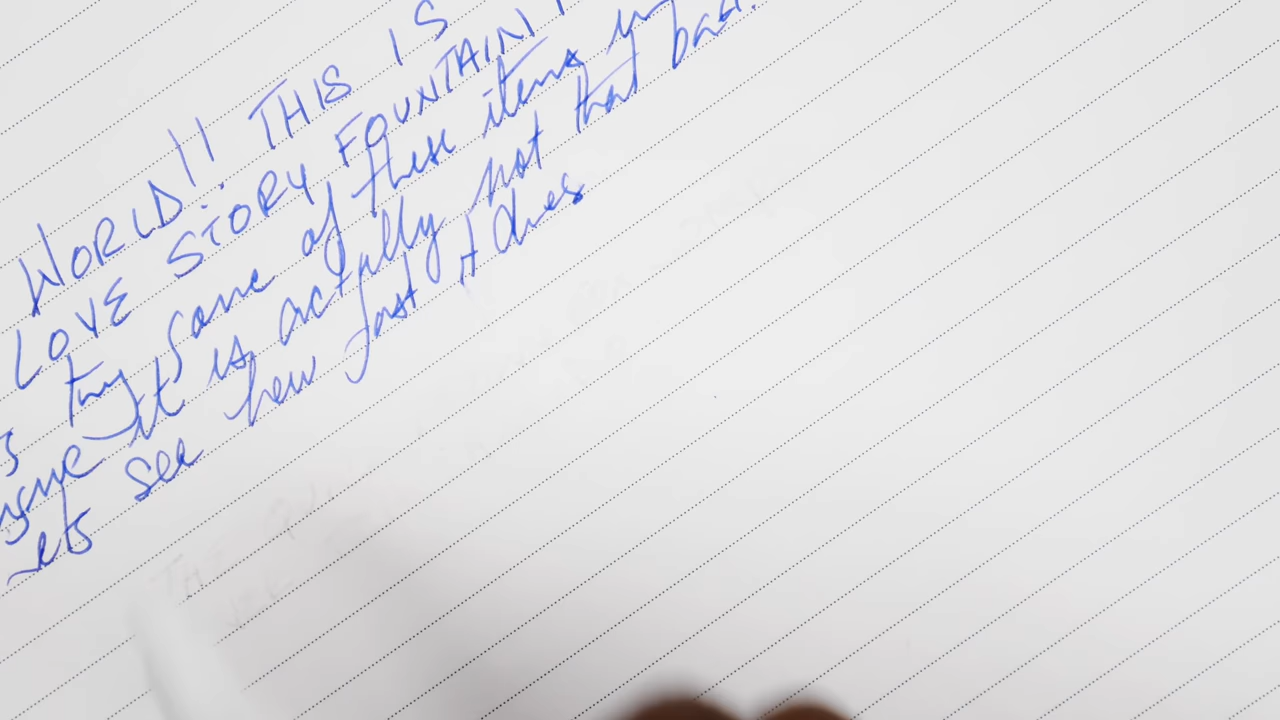 WORLD!! THIS IS
LOVE STORY FOUNTAIN
try some of these items
it is actually not that bad.
ets see how fast it dries